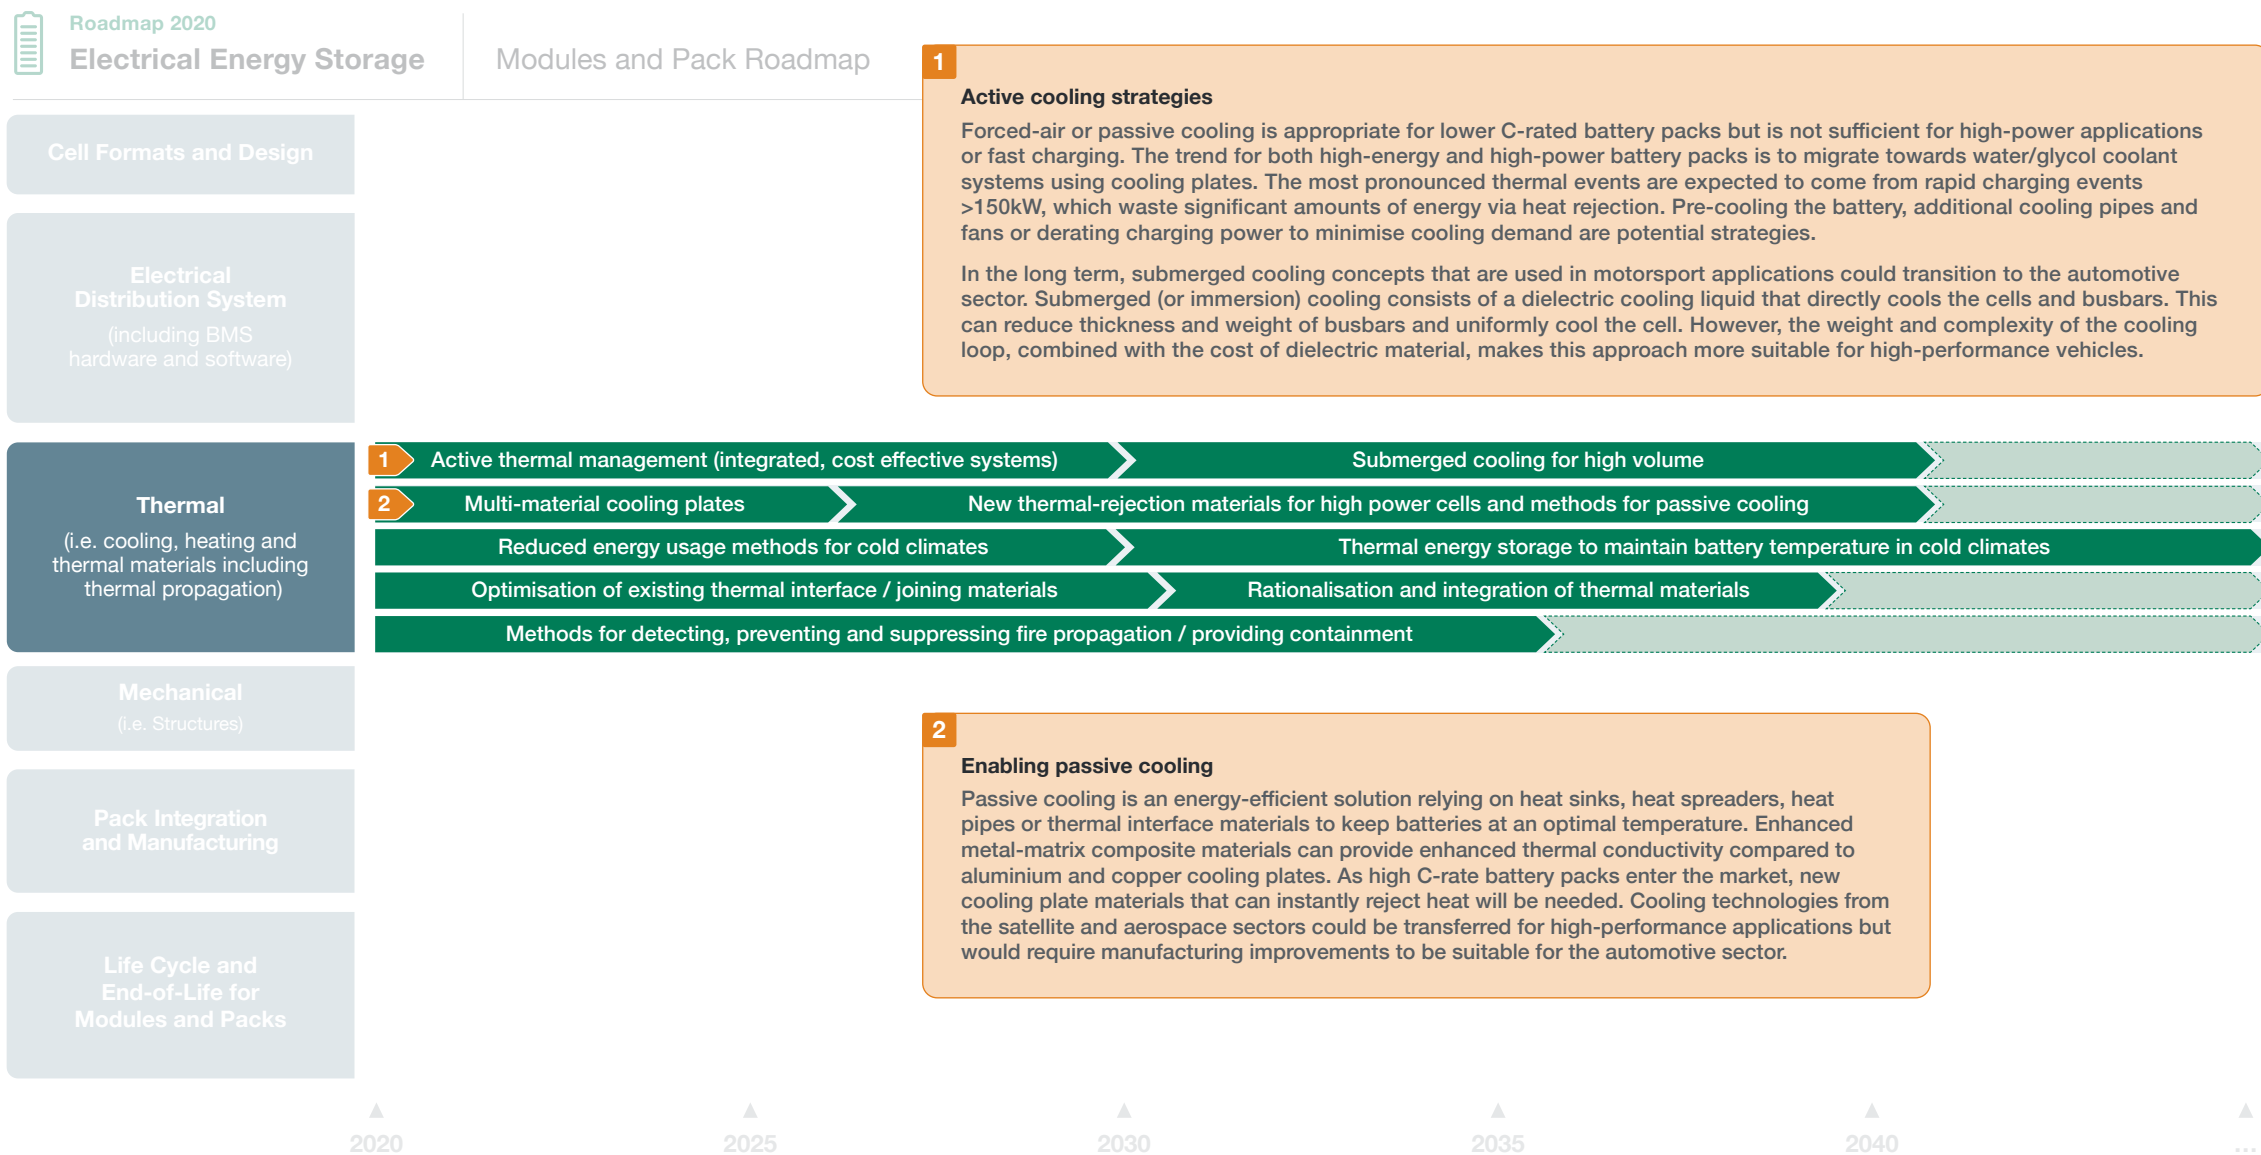 Roadmap 2020
Electrical Energy Storage
Modules and Pack Roadmap
1
Active cooling strategies
Forced-air or passive cooling is appropriate for lower C-rated battery packs but is not sufficient for high-power applications
or fast charging. The trend for both high-energy and high-power battery packs is to migrate towards water/glycol coolant
systems using cooling plates. The most pronounced thermal events are expected to come from rapid charging events
>150kW, which waste significant amounts of energy via heat rejection. Pre-cooling the battery, additional cooling pipes and
fans or derating charging power to minimise cooling demand are potential strategies.
In the long term, submerged cooling concepts that are used in motorsport applications could transition to the automotive
sector. Submerged (or immersion) cooling consists of a dielectric cooling liquid that directly cools the cells and busbars. This
can reduce thickness and weight of busbars and uniformly cool the cell. However, the weight and complexity of the cooling
loop, combined with the cost of dielectric material, makes this approach more suitable for high-performance vehicles.
Cell Formats and Design
Electrical
Distribution System
(including BMS
hardware and software)
Thermal
(i.e. cooling, heating and
thermal materials including
thermal propagation)
1
Active thermal management (integrated, cost effective systems)
Submerged cooling for high volume
2
Multi-material cooling plates
New thermal-rejection materials for high power cells and methods for passive cooling
Reduced energy usage methods for cold climates
Thermal energy storage to maintain battery temperature in cold climates
Optimisation of existing thermal interface / joining materials
Rationalisation and integration of thermal materials
Methods for detecting, preventing and suppressing fire propagation / providing containment
Mechanical
(i.e. Structures)
Pack Integration
and Manufacturing
Life Cycle and
End-of-Life for
Modules and Packs
2
Enabling passive cooling
Passive cooling is an energy-efficient solution relying on heat sinks, heat spreaders, heat
pipes or thermal interface materials to keep batteries at an optimal temperature. Enhanced
metal-matrix composite materials can provide enhanced thermal conductivity compared to
aluminium and copper cooling plates. As high C-rate battery packs enter the market, new
cooling plate materials that can instantly reject heat will be needed. Cooling technologies from
the satellite and aerospace sectors could be transferred for high-performance applications but
would require manufacturing improvements to be suitable for the automotive sector.
2020
2025
2030
2035
2040
...